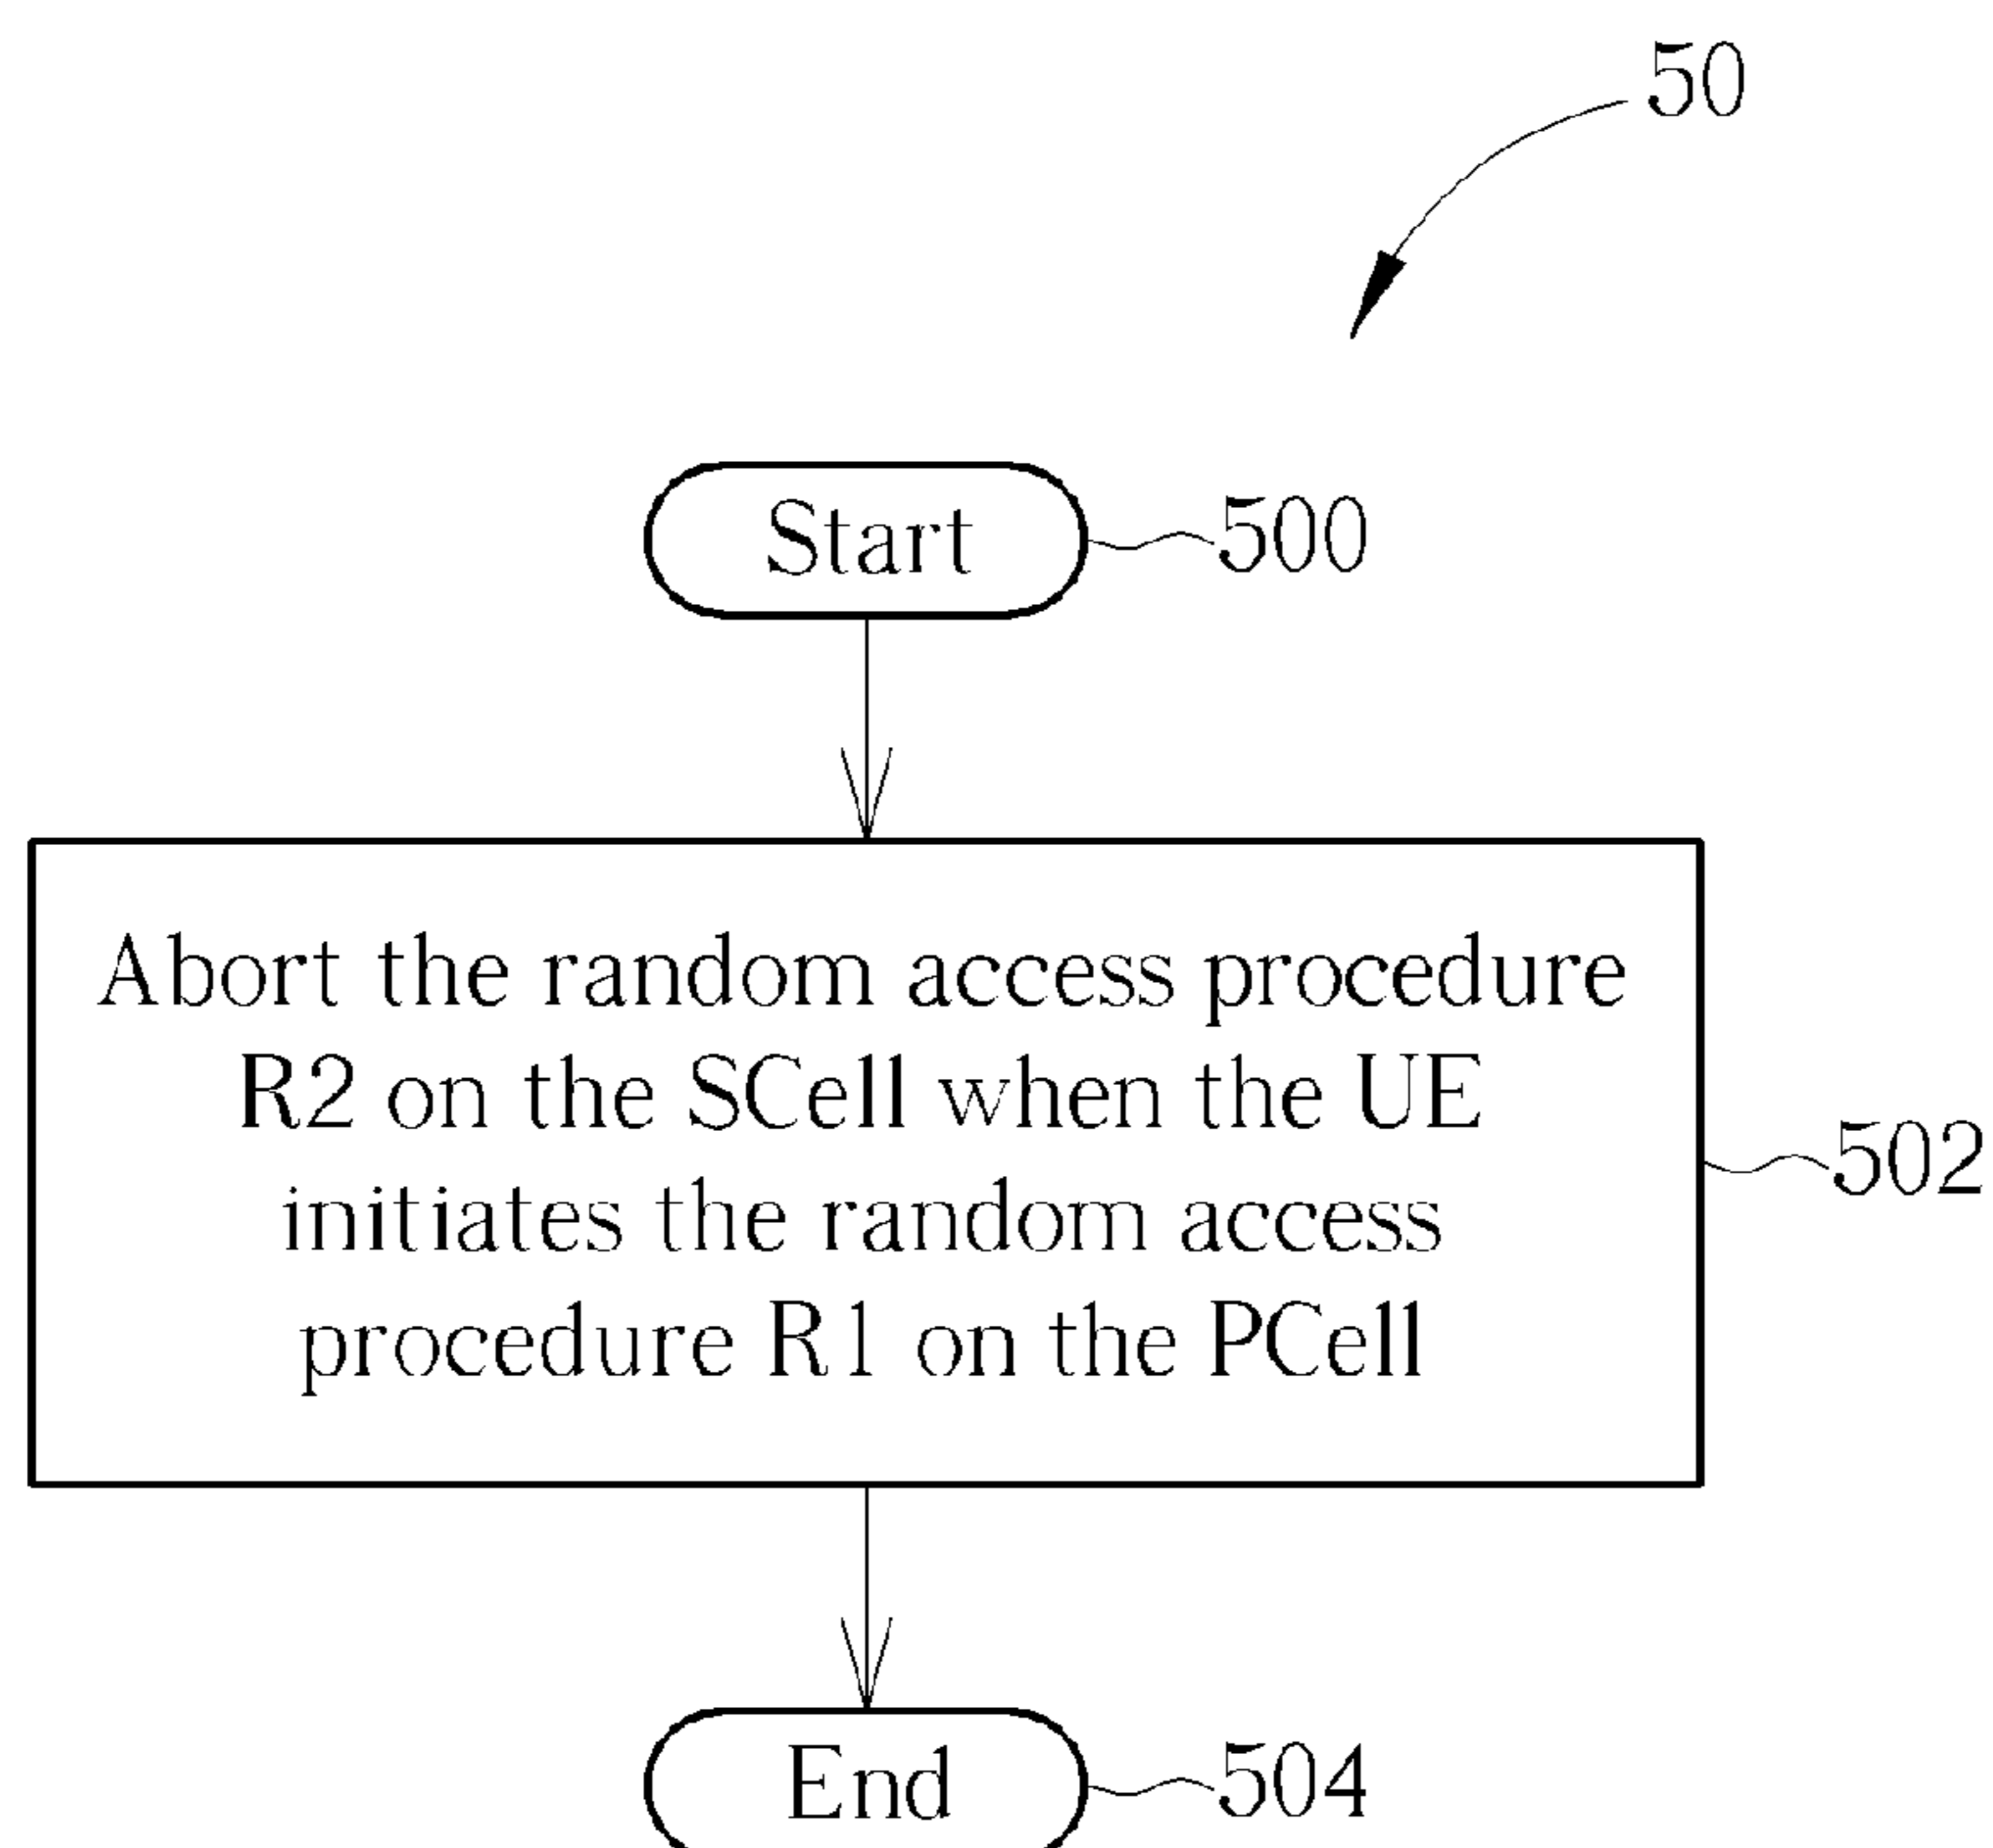 50
Start
500
Abort the random access procedure
R2 on the SCell when the UE
initiates the random access
procedure R1 on the PCell
502
End
504